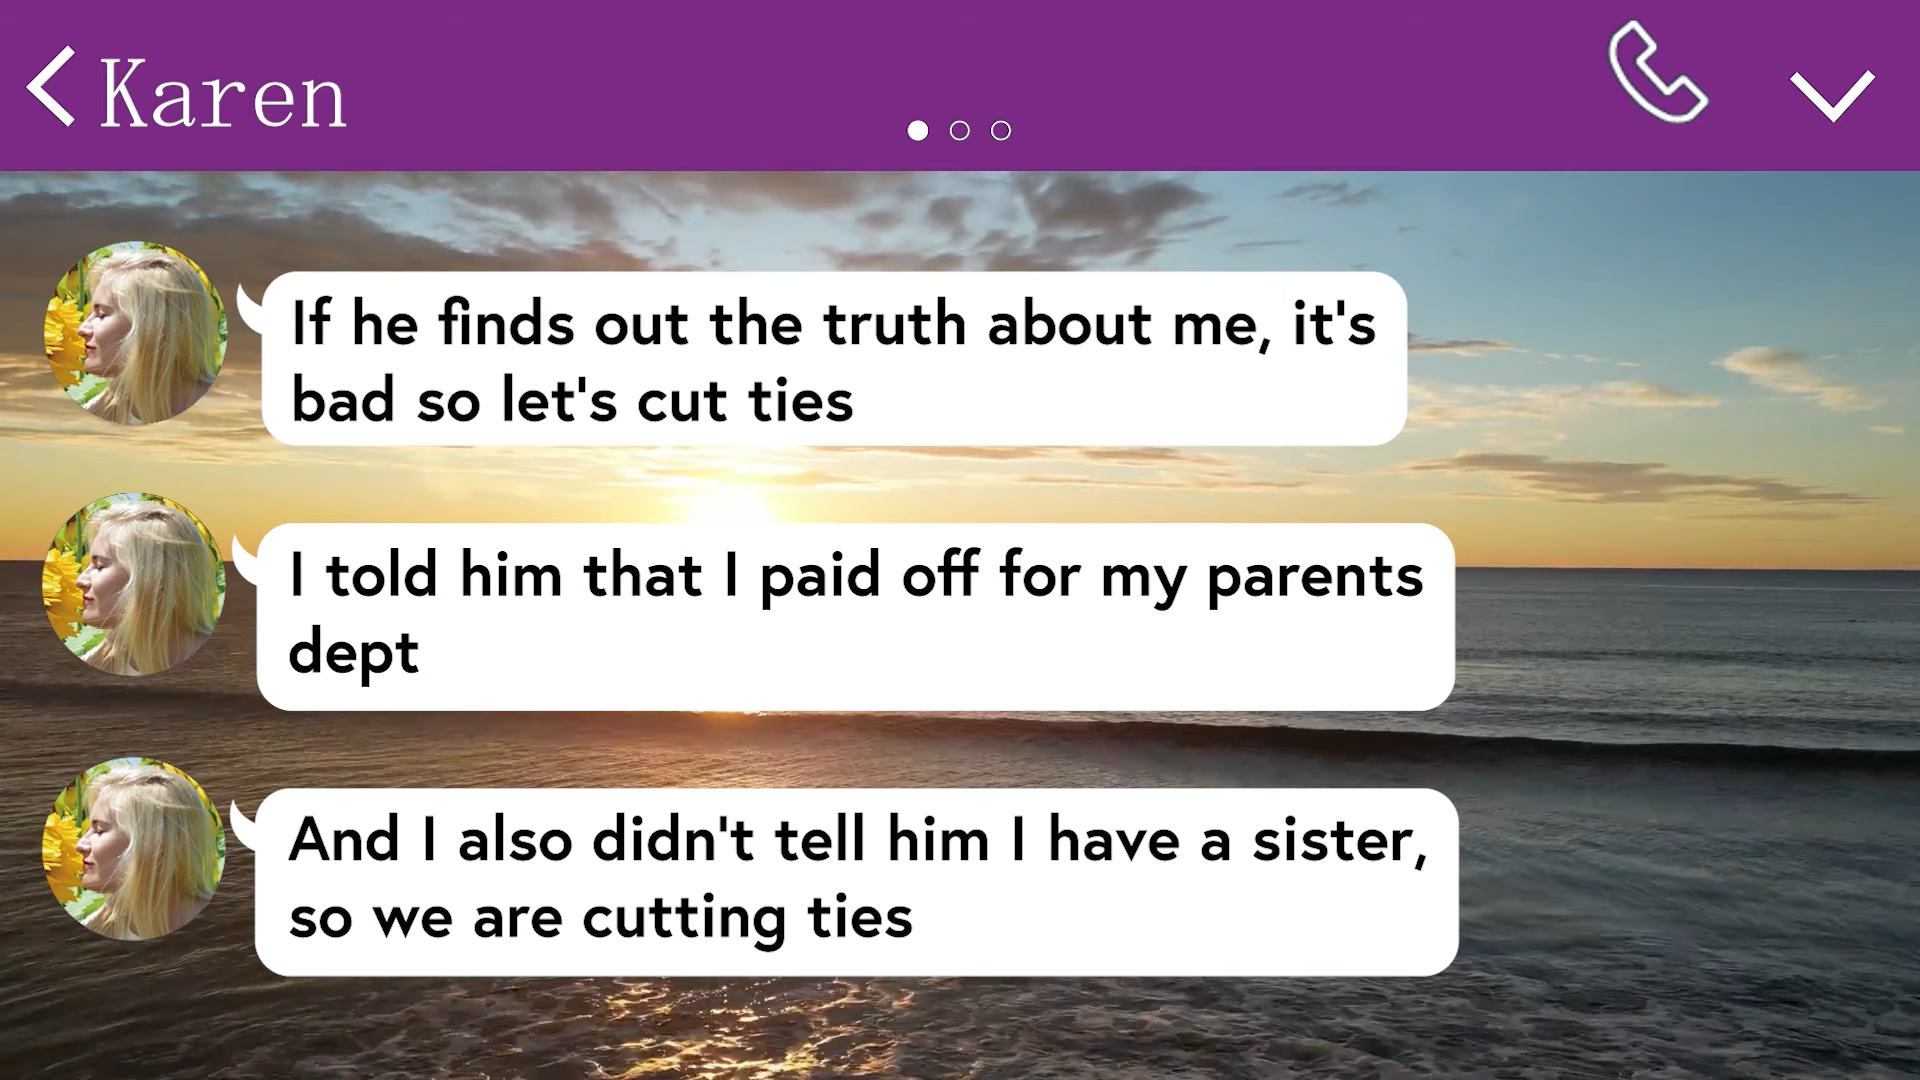 Karen
If he finds out the truth about me, it's
bad so let's cut ties
I told him that I paid off for my parents
dept
And I also didn't tell him I have a sister,
so we are cutting ties